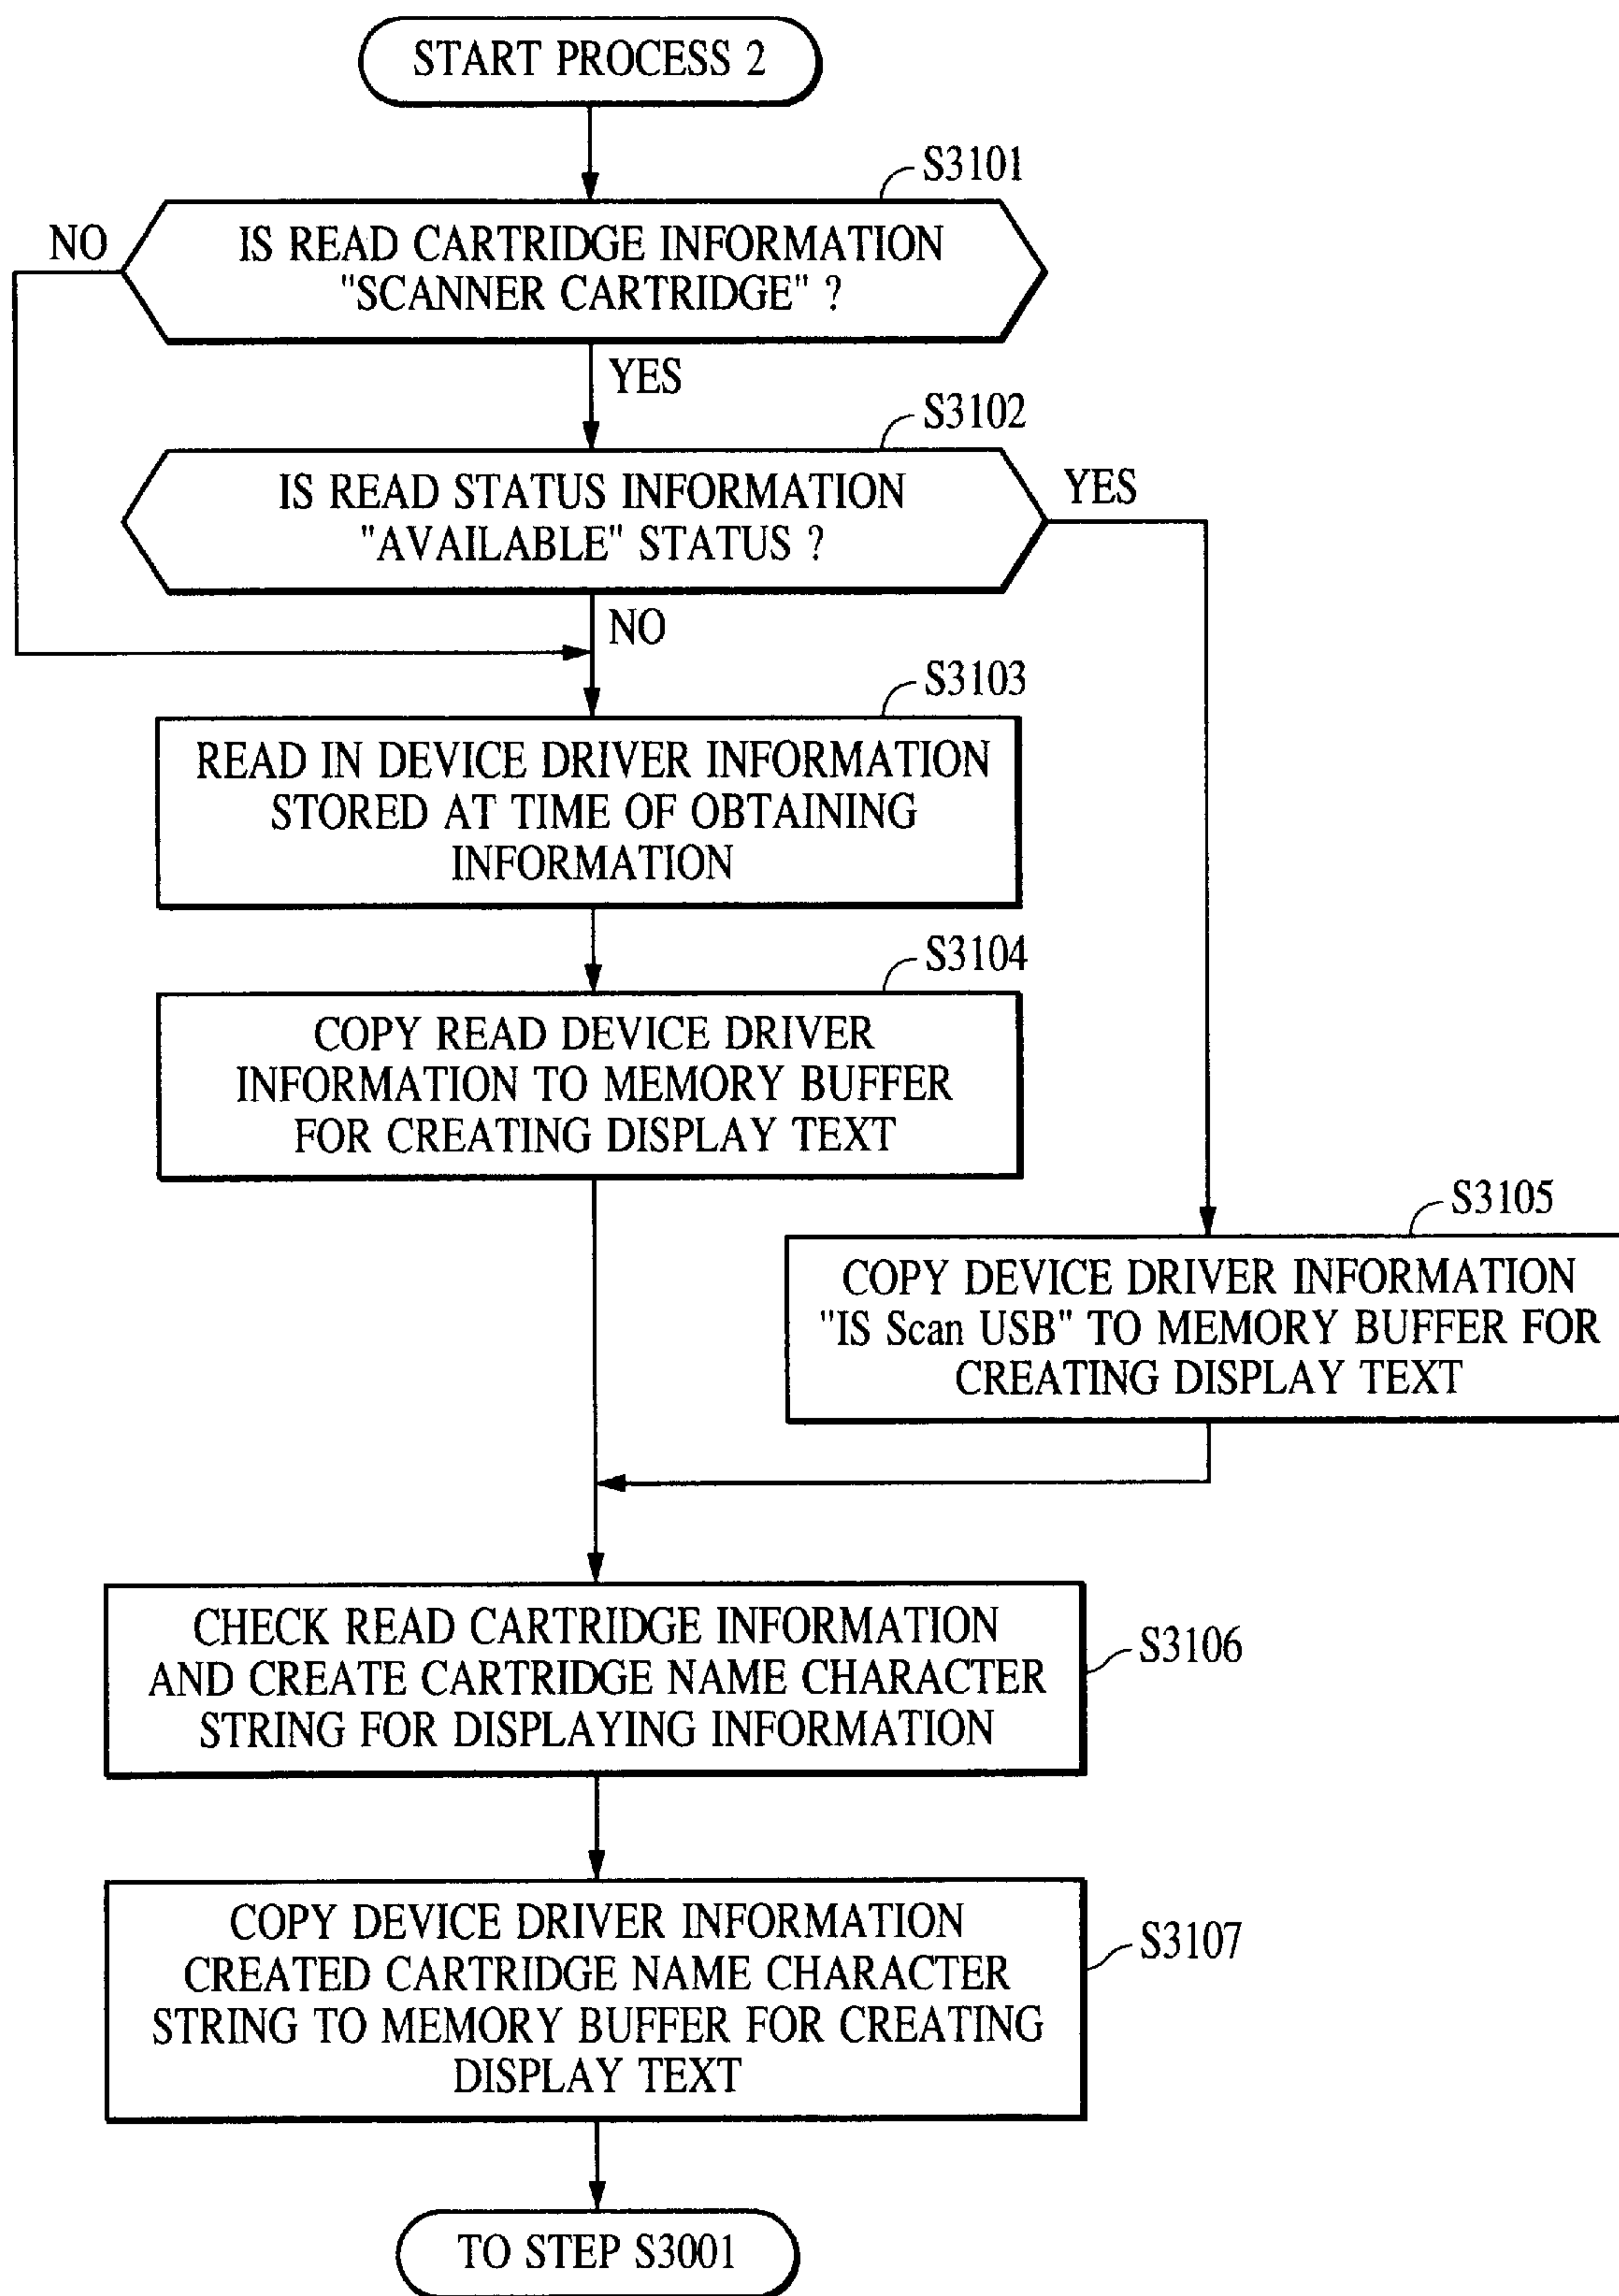 START PROCESS 2
S3101
NO
IS READ CARTRIDGE INFORMATION
"SCANNER CARTRIDGE" ?
YES
S3102
IS READ STATUS INFORMATION
"AVAILABLE" STATUS ?
YES
NO
S3103
READ IN DEVICE DRIVER INFORMATION
STORED AT TIME OF OBTAINING
INFORMATION
S3104
COPY READ DEVICE DRIVER
INFORMATION TO MEMORY BUFFER
FOR CREATING DISPLAY TEXT
S3105
COPY DEVICE DRIVER INFORMATION
"IS Scan USB" TO MEMORY BUFFER FOR
CREATING DISPLAY TEXT
CHECK READ CARTRIDGE INFORMATION
AND CREATE CARTRIDGE NAME CHARACTER
STRING FOR DISPLAYING INFORMATION
S3106
COPY DEVICE DRIVER INFORMATION
CREATED CARTRIDGE NAME CHARACTER
STRING TO MEMORY BUFFER FOR CREATING
DISPLAY TEXT
S3107
TO STEP S3001